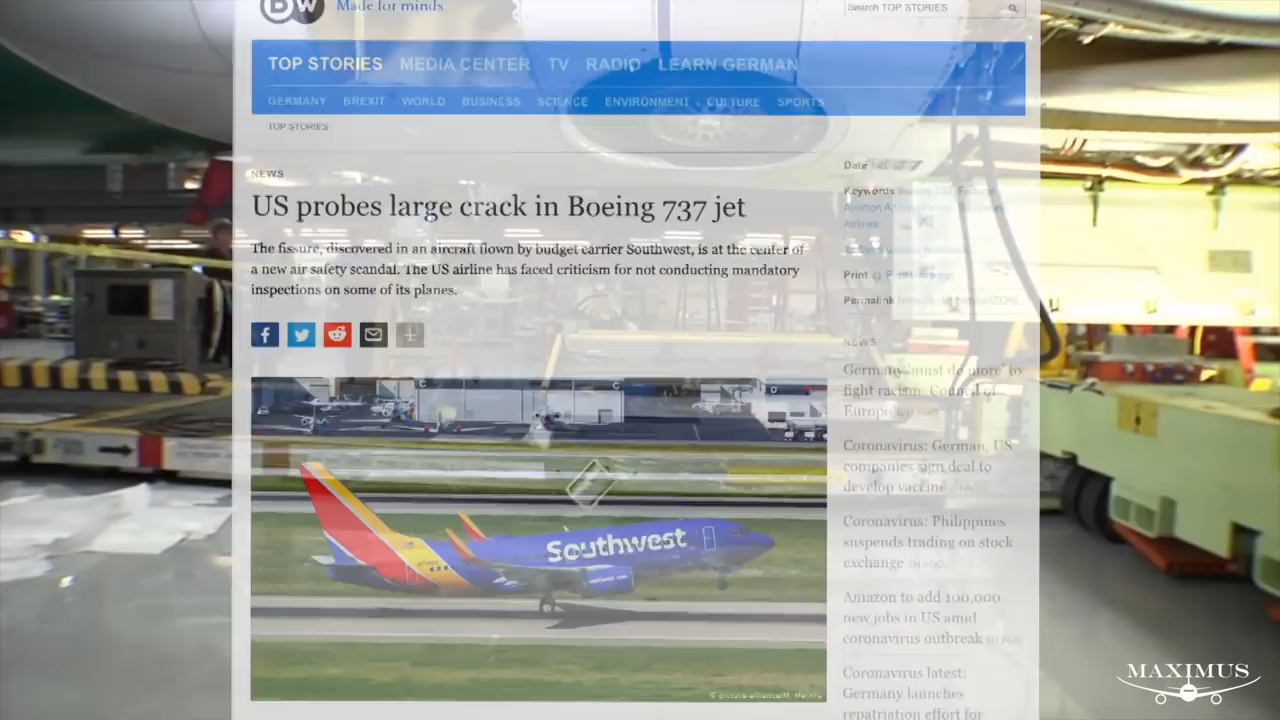 DW
Made for minds.
Search TOP STORIES
TOP STORIES MEDIA CENTER TV RADIO LEARN GERMAN
GERMANY BREXIT WORLD BUSINESS SCIENCE ENVIRONMENT CULTURE SPORTS
TOP STORIES
NEWS
US probes large crack in Boeing 737 jet
The fissure, discovered in an aircraft flown by budget carrier Southwest, is at the center of
a new air safety scandal. The US airline has faced criticism for not conducting mandatory
inspections on some of its planes.
C
C
D
Southwest
Date
Keywords
Airlines
Print
Permalink
NEWS
Germany 'must do more' to
fight racism: Council of
Europe
Coronavirus: German, US
companies sign deal to
develop vaccine
Coronavirus: Philippines
suspends trading on stock
exchange
Amazon to add 100,000
new jobs in US amid
coronavirus outbreak
Coronavirus latest:
Germany launches
repatriation effort for
MAXIMUS